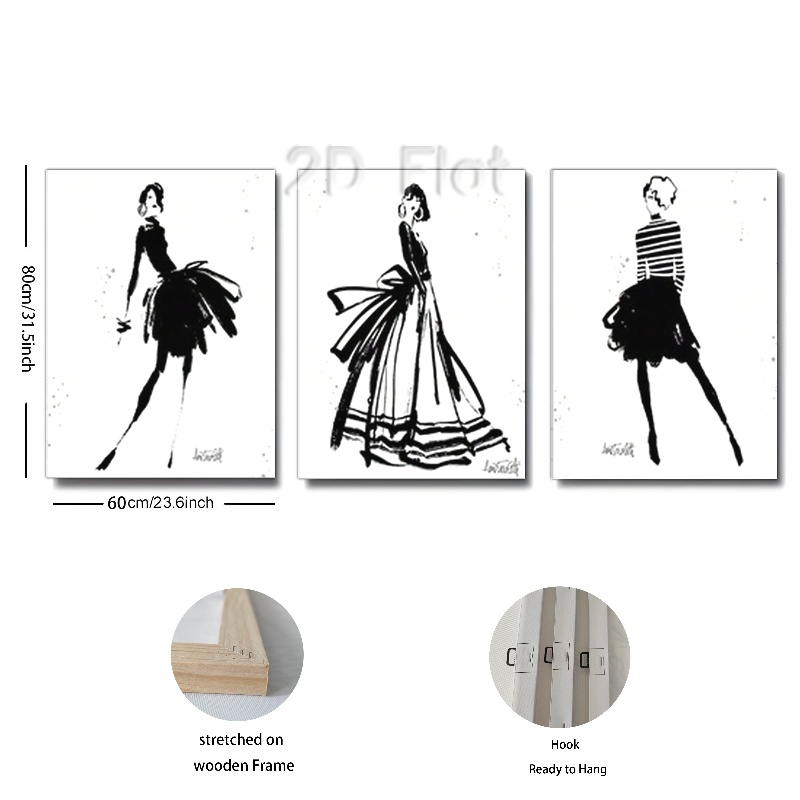 2D Flat
80cm/31.5inch
60cm/23.6inch
stretched on
wooden Frame
Hook
Ready to Hang